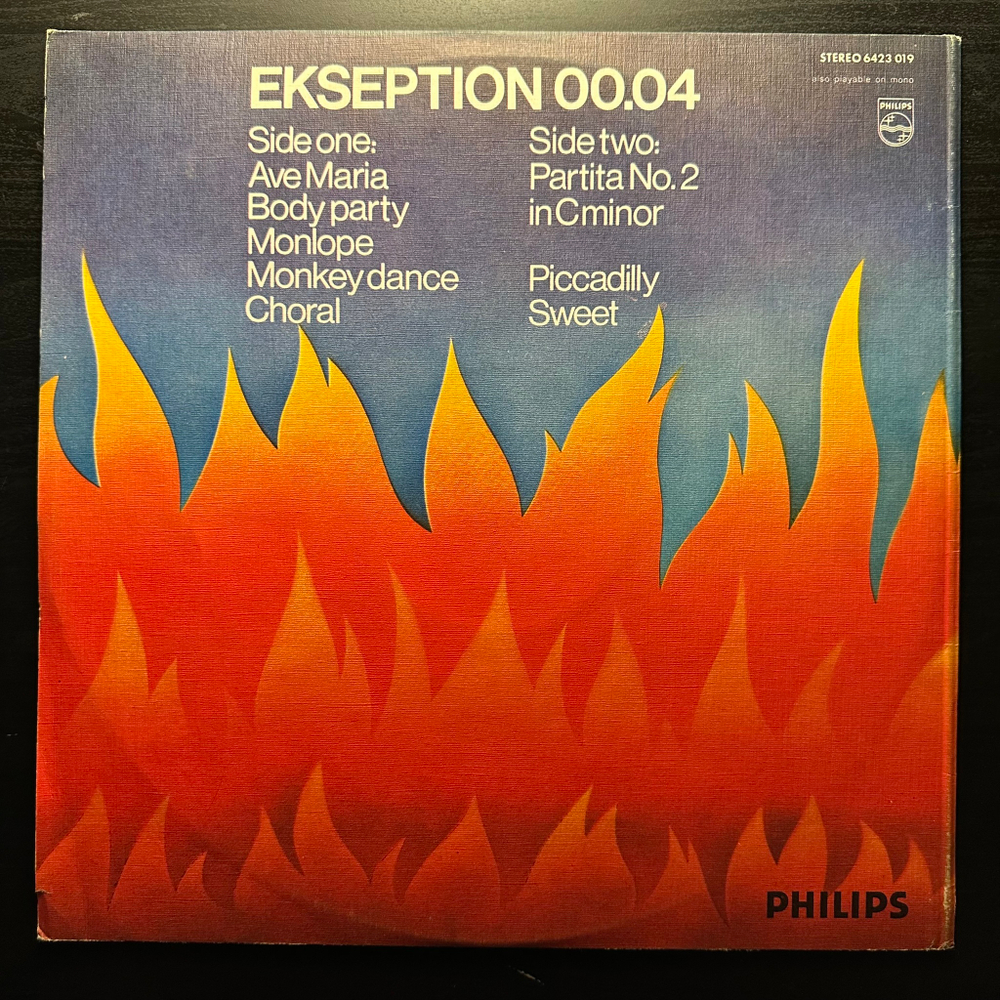 STEREO 6423 019
also playable on mono
PHILIPS
EKSEPTION 00.04
Side one:
Ave Maria
Body party
Monlope
Monkey dance
Choral
Side two:
Partita No. 2
in C minor
Piccadilly
Sweet
PHILIPS